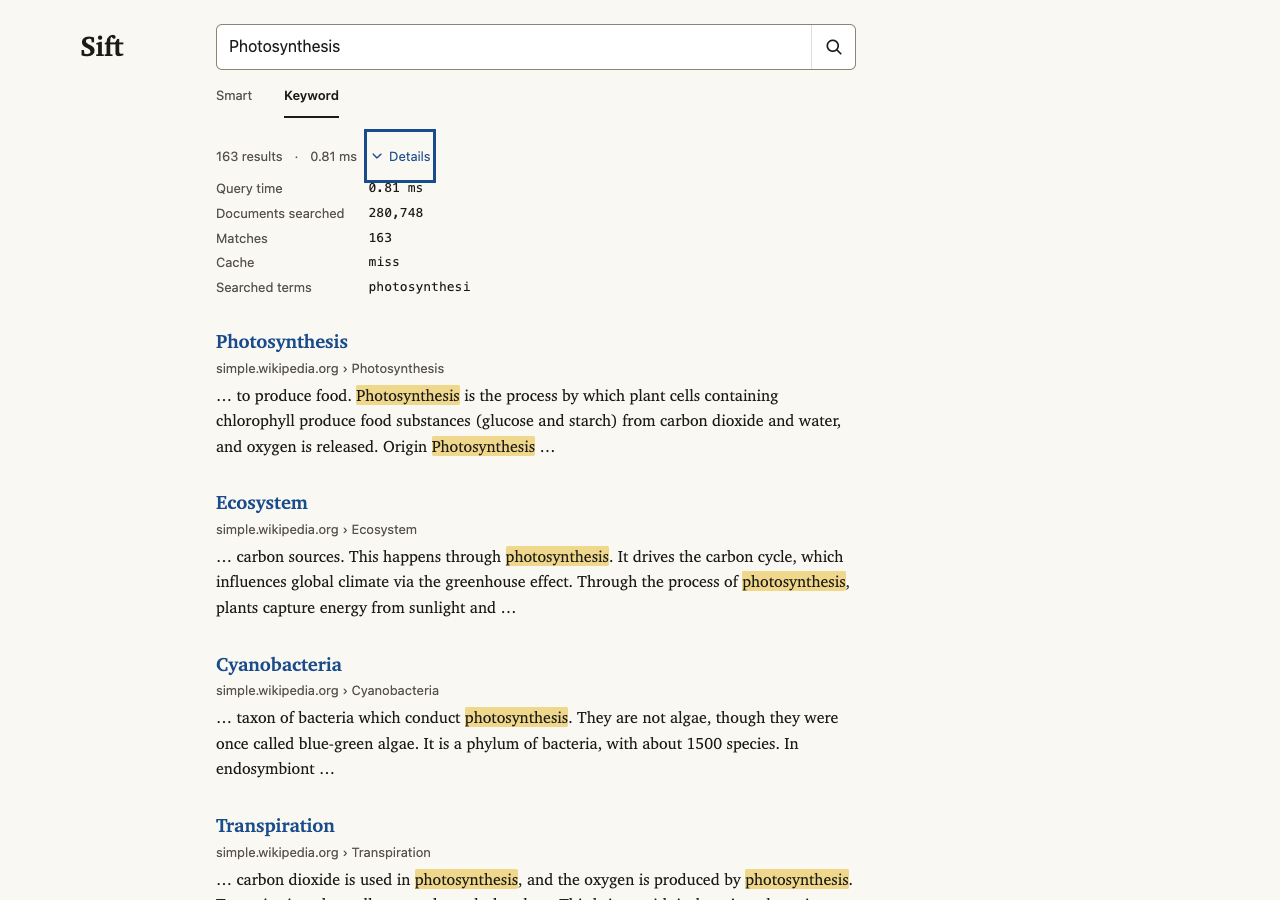 Sift
Photosynthesis
Smart Keyword
163 results · 0.81 ms Details
Query time 0.81 ms
Documents searched 280,748
Matches 163
Cache miss
Searched terms photosynthesi
Photosynthesis
simple.wikipedia.org › Photosynthesis
… to produce food. Photosynthesis is the process by which plant cells containing
chlorophyll produce food substances (glucose and starch) from carbon dioxide and water,
and oxygen is released. Origin Photosynthesis …
Ecosystem
simple.wikipedia.org › Ecosystem
… carbon sources. This happens through photosynthesis. It drives the carbon cycle, which
influences global climate via the greenhouse effect. Through the process of photosynthesis,
plants capture energy from sunlight and …
Cyanobacteria
simple.wikipedia.org › Cyanobacteria
… taxon of bacteria which conduct photosynthesis. They are not algae, though they were
once called blue-green algae. It is a phylum of bacteria, with about 1500 species. In
endosymbiont …
Transpiration
simple.wikipedia.org › Transpiration
… carbon dioxide is used in photosynthesis, and the oxygen is produced by photosynthesis.